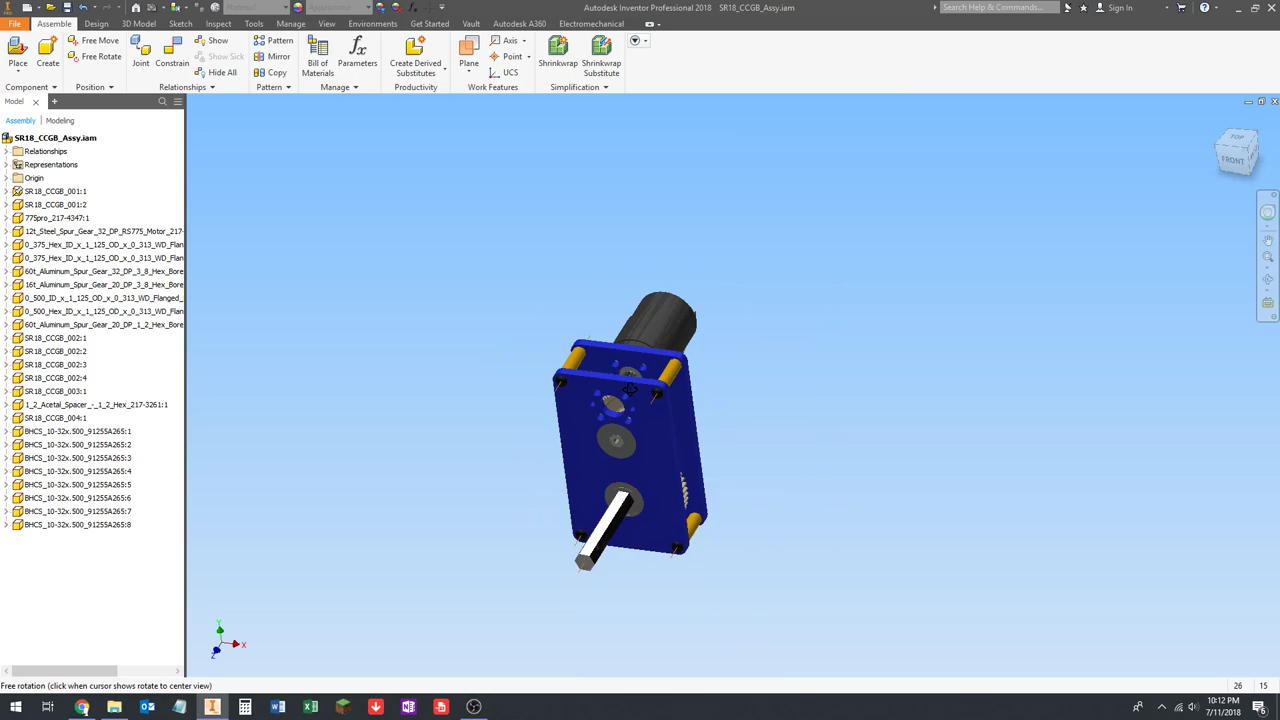 Material
Appearance
Autodesk Inventor Professional 2018 SR18_CCGB_Assy.iam
Search Help & Commands...
Sign In
File Assemble Design 3D Model Sketch Inspect Tools Manage View Environments Get Started Vault Autodesk A360 Electromechanical
Place
Create
Free Move
Free Rotate
Joint
Constrain
Show
Show Sick
Hide All
Pattern
Mirror
Copy
Bill of
Materials
Parameters
Create Derived
Substitutes
Plane
Axis
Point
UCS
Shrinkwrap
Shrinkwrap
Substitute
Component Position Relationships Pattern Manage Productivity Work Features Simplification
Model
Assembly Modeling
SR18_CCGB_Assy.iam
Relationships
Representations
Origin
SR18_CCGB_001:1
SR18_CCGB_001:2
775pro_217-4347:1
12t_Steel_Spur_Gear_32_DP_RS775_Motor_217-
0_375_Hex_ID_x_1_125_OD_x_0_313_WD_Flan
0_375_Hex_ID_x_1_125_OD_x_0_313_WD_Flan
60t_Aluminum_Spur_Gear_32_DP_3_8_Hex_Bore
16t_Aluminum_Spur_Gear_20_DP_3_8_Hex_Bore
0_500_ID_x_1_125_OD_x_0_313_WD_Flanged_
0_500_Hex_ID_x_1_125_OD_x_0_313_WD_Flan
60t_Aluminum_Spur_Gear_20_DP_1_2_Hex_Bore
SR18_CCGB_002:1
SR18_CCGB_002:2
SR18_CCGB_002:3
SR18_CCGB_002:4
SR18_CCGB_003:1
1_2_Acetal_Spacer_-_1_2_Hex_217-3261:1
SR18_CCGB_004:1
BHCS_10-32x.500_91255A265:1
BHCS_10-32x.500_91255A265:2
BHCS_10-32x.500_91255A265:3
BHCS_10-32x.500_91255A265:4
BHCS_10-32x.500_91255A265:5
BHCS_10-32x.500_91255A265:6
BHCS_10-32x.500_91255A265:7
BHCS_10-32x.500_91255A265:8
TOP
FRONT
Y
X
Z
Free rotation (click when cursor shows rotate to center view)
26 15
10:12 PM
7/11/2018